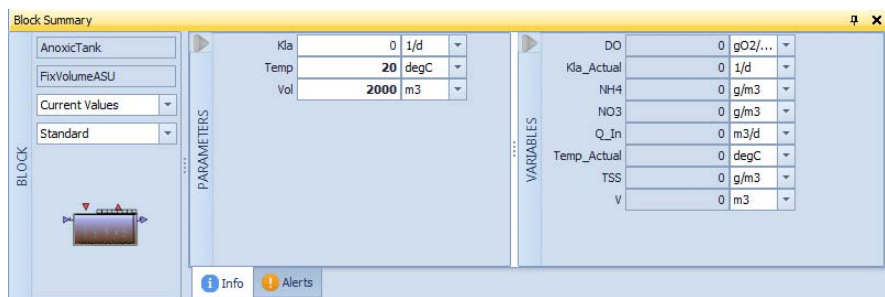 Block Summary
BLOCK
AnoxicTank
FixVolumeASU
Current Values
Standard
PARAMETERS
Kla 0 1/d
Temp 20 degC
Vol 2000 m3
VARIABLES
DO 0 gO2/...
Kla_Actual 0 1/d
NH4 0 g/m3
NO3 0 g/m3
Q_In 0 m3/d
Temp_Actual 0 degC
TSS 0 g/m3
V 0 m3
Info Alerts